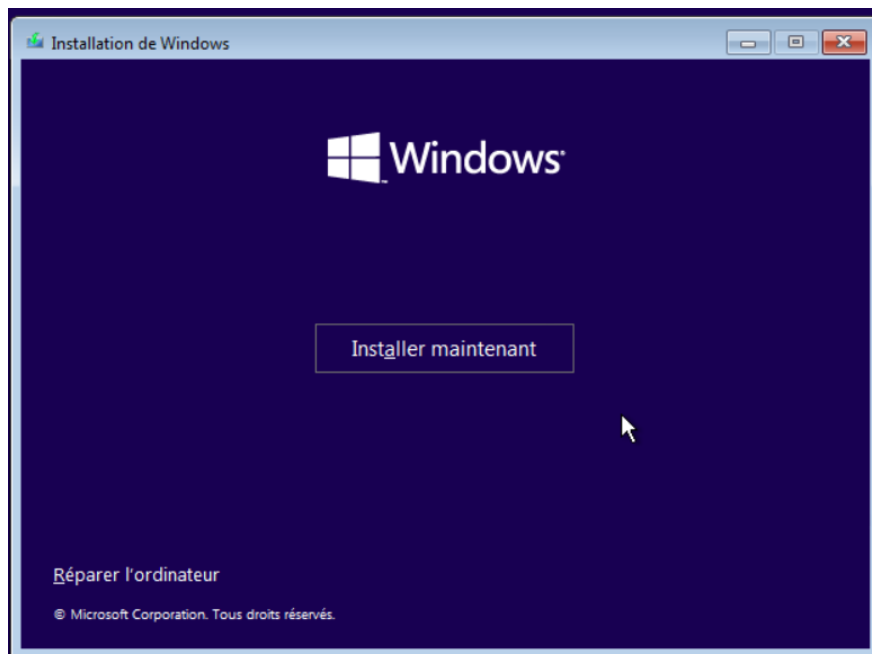 Installation de Windows
Windows
Installer maintenant
Réparer l'ordinateur
© Microsoft Corporation. Tous droits réservés.